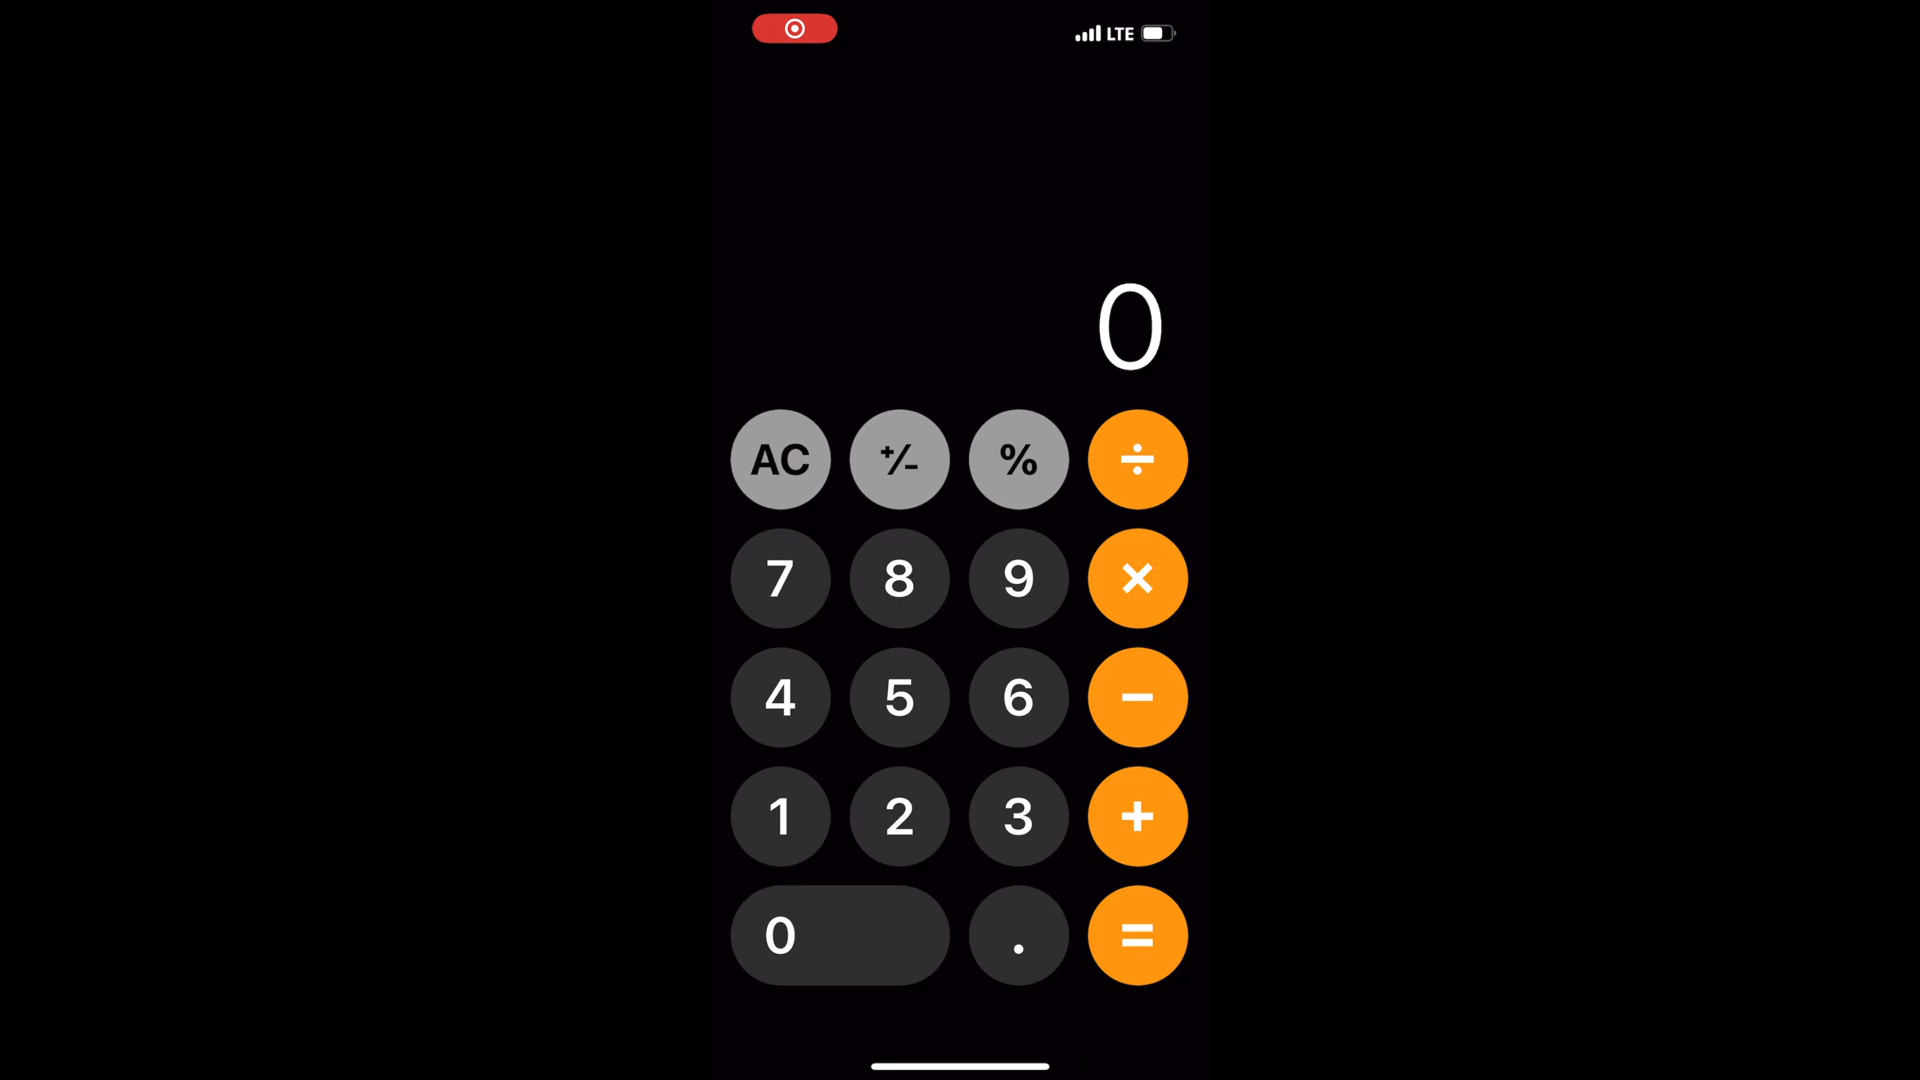 LTE
0
AC ⁺⁄₋ % ÷
7 8 9 ×
4 5 6 −
1 2 3 +
0 . =